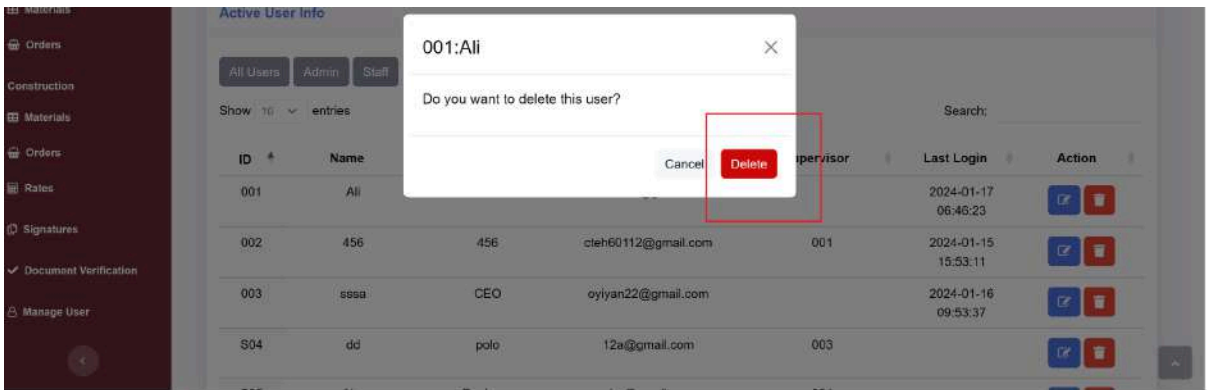 Materials
Orders
Construction
Materials
Orders
Rates
Signatures
Document Verification
Manage User
Active User Info
All Users Admin Staff
Show 10 entries
Search:
001:Ali
Do you want to delete this user?
Cancel Delete
ID Name pervisor Last Login Action
001 Ali 2024-01-17
06:46:23
002 456 456 cteh60112@gmail.com 001 2024-01-15
15:53:11
003 sssa CEO oyiyan22@gmail.com 2024-01-16
09:53:37
S04 dd polo 12a@gmail.com 003